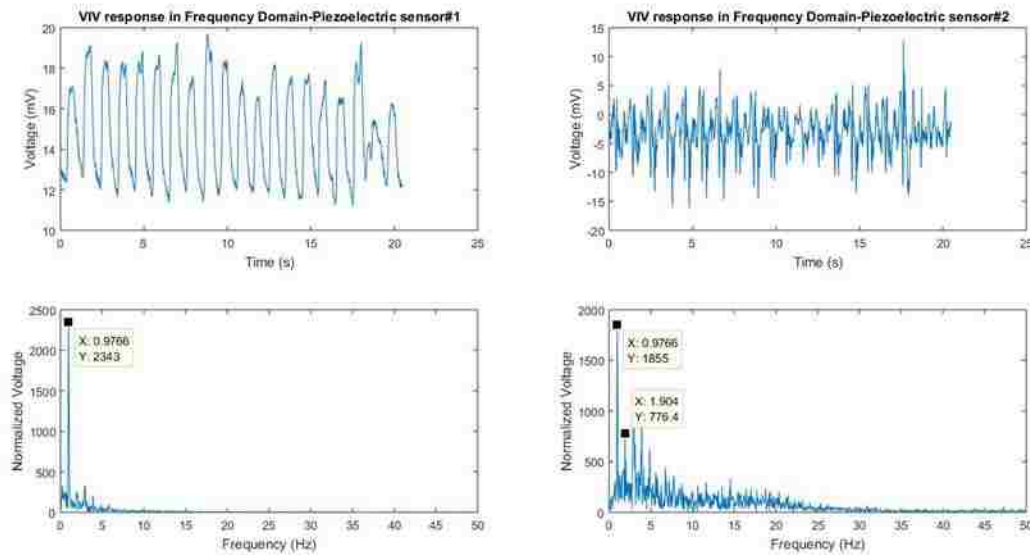 VIV response in Frequency Domain-Piezoelectric sensor#1
20
18
16
14
12
10
Voltage (mV)
0 5 10 15 20 25
Time (s)
VIV response in Frequency Domain-Piezoelectric sensor#2
15
10
5
0
-5
-10
-15
-20
Voltage (mV)
0 5 10 15 20 25
Time (s)
2500
2000
1500
1000
500
0
Normalized Voltage
X: 0.9766
Y: 2343
0 5 10 15 20 25 30 35 40 45 50
Frequency (Hz)
2000
1500
1000
500
0
Normalized Voltage
X: 0.9766
Y: 1855
X: 1.904
Y: 776.4
0 5 10 15 20 25 30 35 40 45 50
Frequency (Hz)